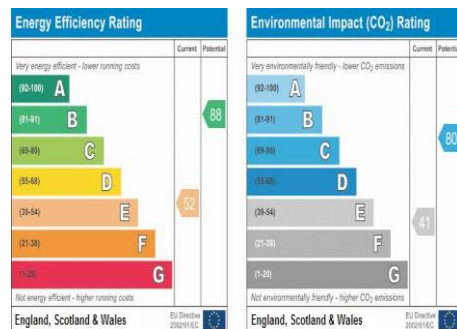 Energy Efficiency Rating
Current Potential
Very energy efficient - lower running costs
(92-100) A
(81-91) B
88
(69-80) C
(55-68) D
(39-54) E
52
(21-38) F
(1-20) G
Not energy efficient - higher running costs
England, Scotland & Wales
EU Directive
2002/91/EC
Environmental Impact (CO2) Rating
Current Potential
Very environmentally friendly - lower CO2 emissions
(92-100) A
(81-91) B
(69-80) C
80
(55-68) D
(39-54) E
41
(21-38) F
(1-20) G
Not environmentally friendly - higher CO2 emissions
England, Scotland & Wales
EU Directive
2002/91/EC